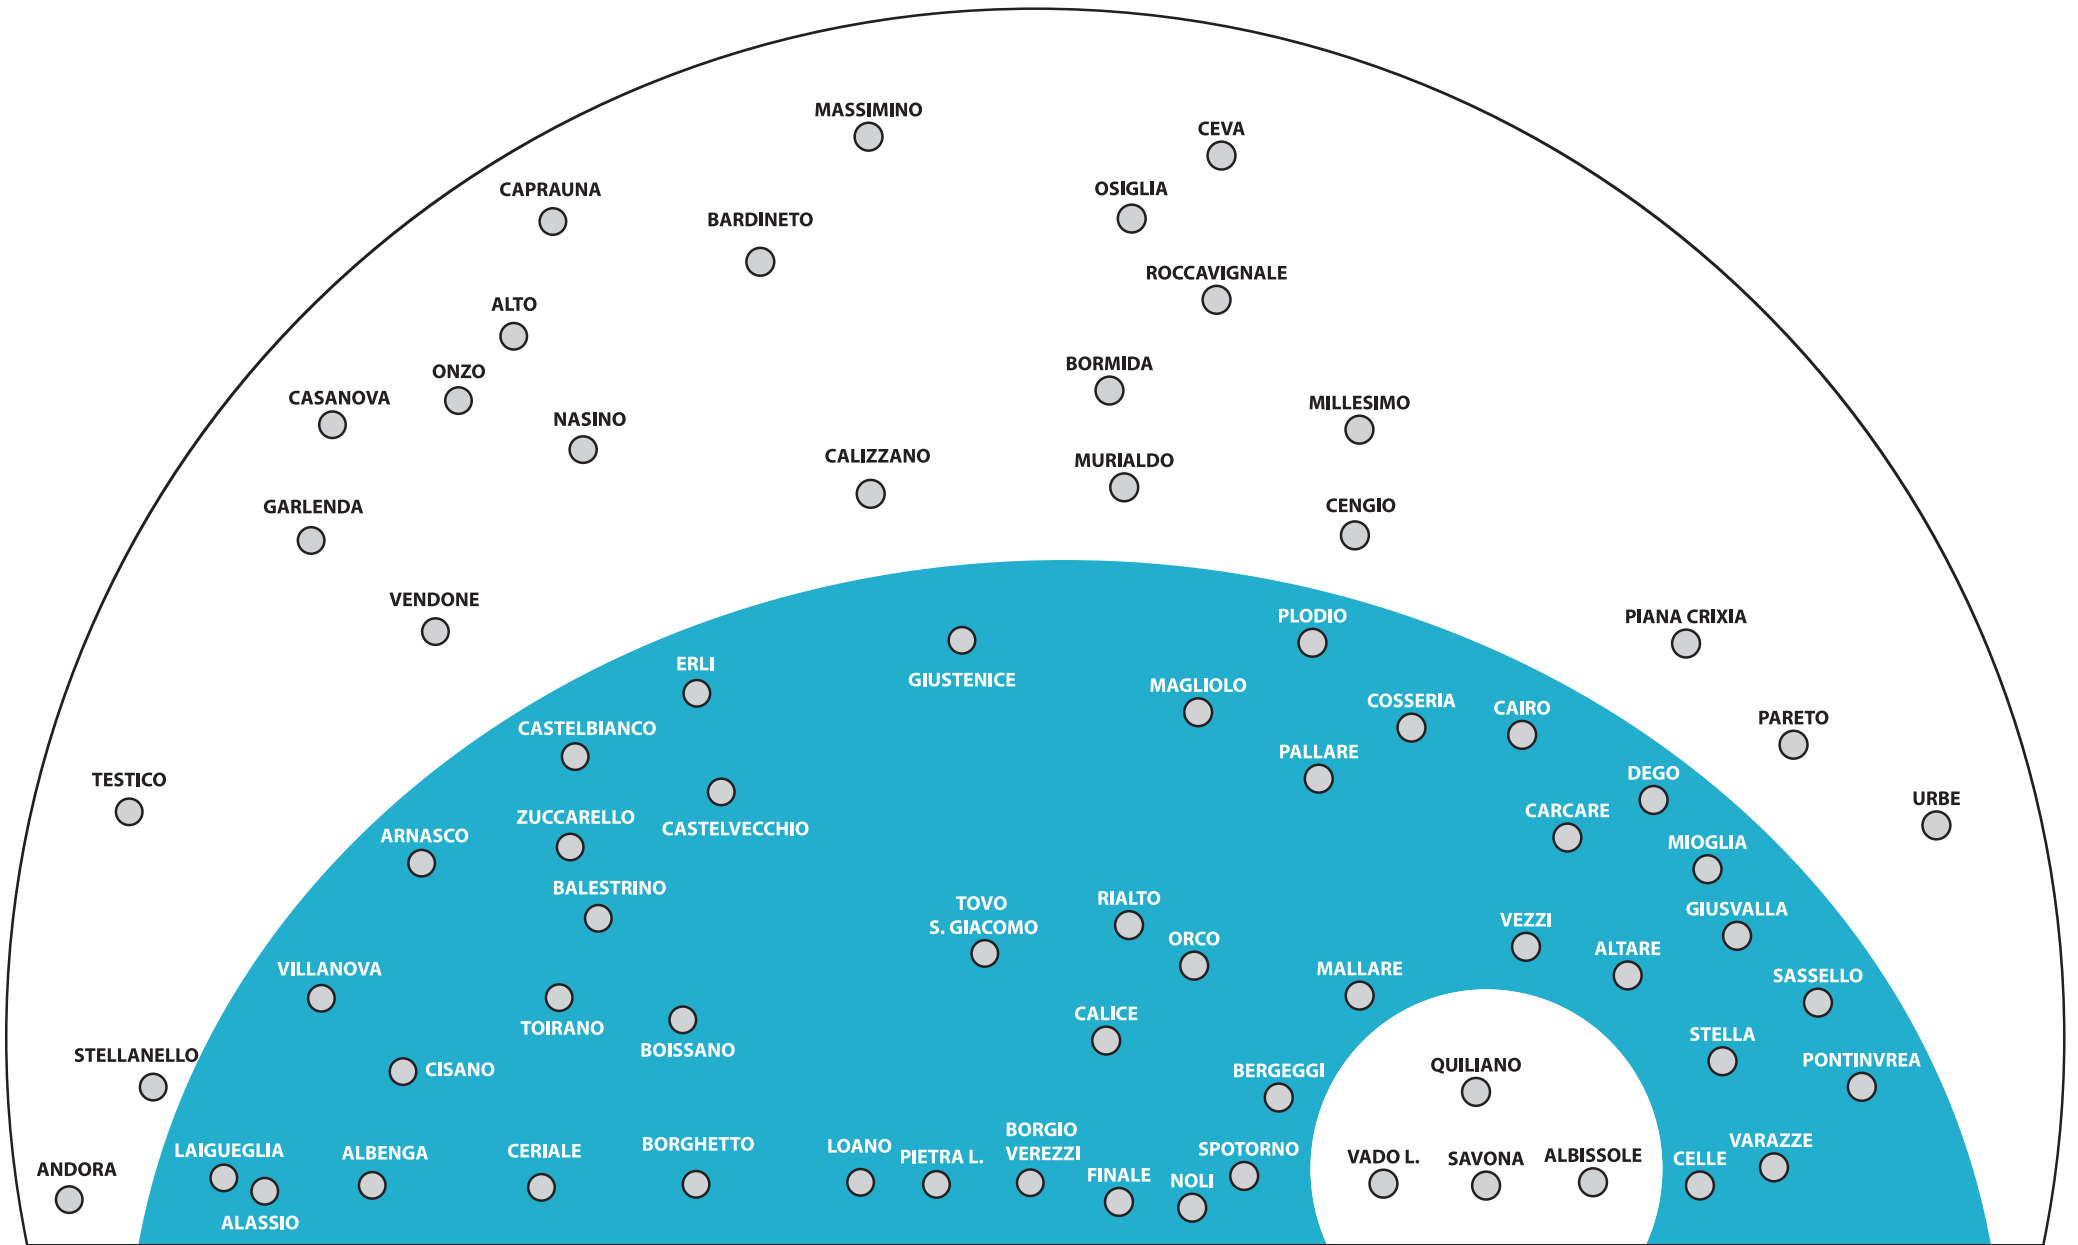 MASSIMINO
CEVA
CAPRAUNA
OSIGLIA
BARDINETO
ROCCAVIGNALE
ALTO
BORMIDA
ONZO
CASANOVA
MILLESIMO
NASINO
CALIZZANO
MURIALDO
GARLENDA
CENGIO
VENDONE
PLODIO
PIANA CRIXIA
ERLI
GIUSTENICE
MAGLIOLO
COSSERIA
CAIRO
PARETO
CASTELBIANCO
PALLARE
DEGO
TESTICO
URBE
CARCARE
ZUCCARELLO
CASTELVECCHIO
ARNASCO
MIOGLIA
BALESTRINO
RIALTO
TOVO
S. GIACOMO
GIUSVALLA
VEZZI
ORCO
ALTARE
VILLANOVA
MALLARE
SASSELLO
CALICE
TOIRANO
STELLA
BOISSANO
STELLANELLO
PONTINVREA
QUILIANO
CISANO
BERGEGGI
BORGIO
VEREZZI
VARAZZE
BORGHETTO
LOANO
SPOTORNO
LAIGUEGLIA
CERIALE
ALBENGA
ALBISSOLE
PIETRA L.
VADO L.
SAVONA
CELLE
ANDORA
FINALE
NOLI
ALASSIO